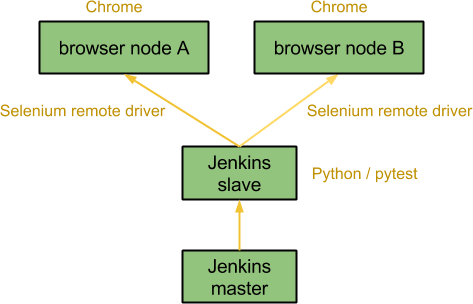 Chrome
Chrome
browser node A
browser node B
Selenium remote driver
Selenium remote driver
Jenkins
slave
Python / pytest
Jenkins
master